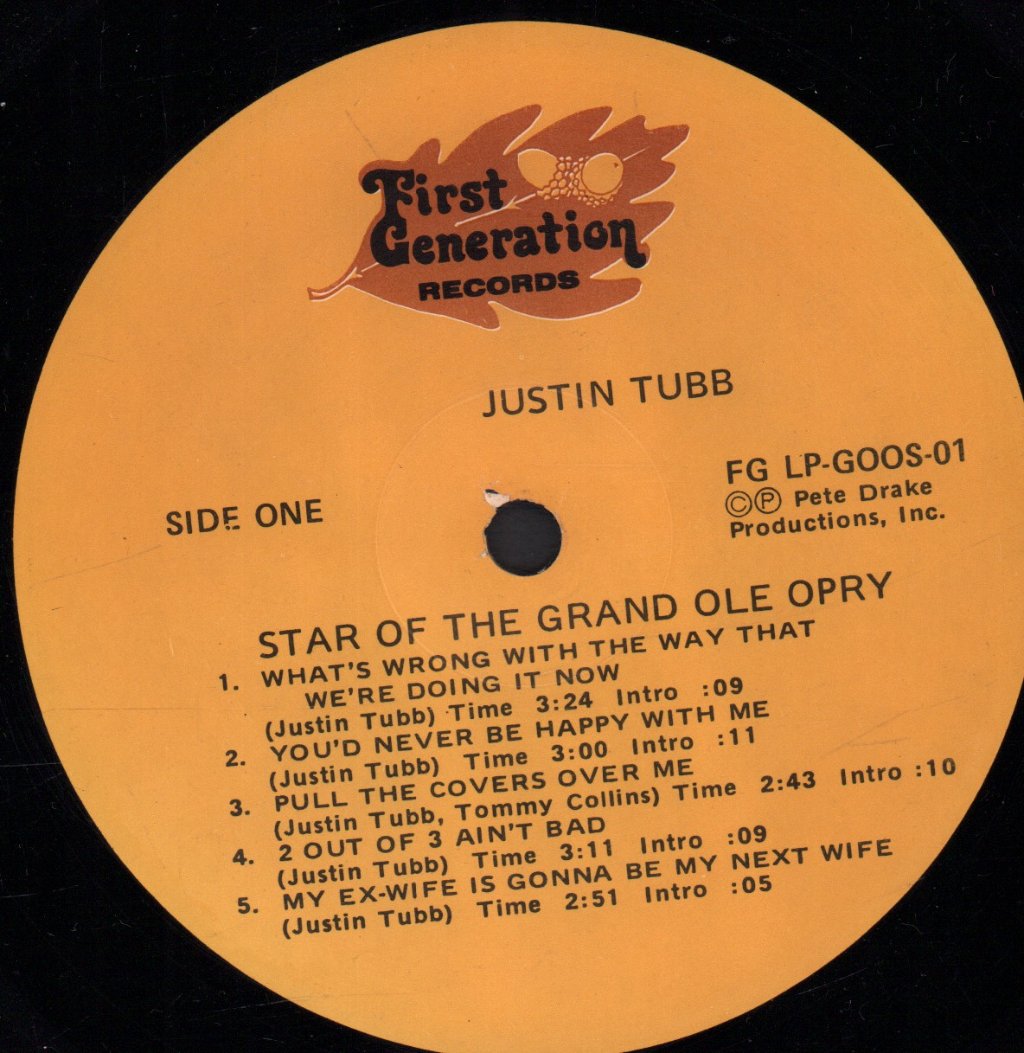 First
Generation
RECORDS
JUSTIN TUBB
FG LP-GOOS-01
©℗ Pete Drake
Productions, Inc.
SIDE ONE
STAR OF THE GRAND OLE OPRY
1. WHAT'S WRONG WITH THE WAY THAT
WE'RE DOING IT NOW
(Justin Tubb) Time 3:24 Intro :09
2. YOU'D NEVER BE HAPPY WITH ME
(Justin Tubb) Time 3:00 Intro :11
3. PULL THE COVERS OVER ME
(Justin Tubb, Tommy Collins) Time 2:43 Intro :10
4. 2 OUT OF 3 AIN'T BAD
(Justin Tubb) Time 3:11 Intro :09
5. MY EX-WIFE IS GONNA BE MY NEXT WIFE
(Justin Tubb) Time 2:51 Intro :05